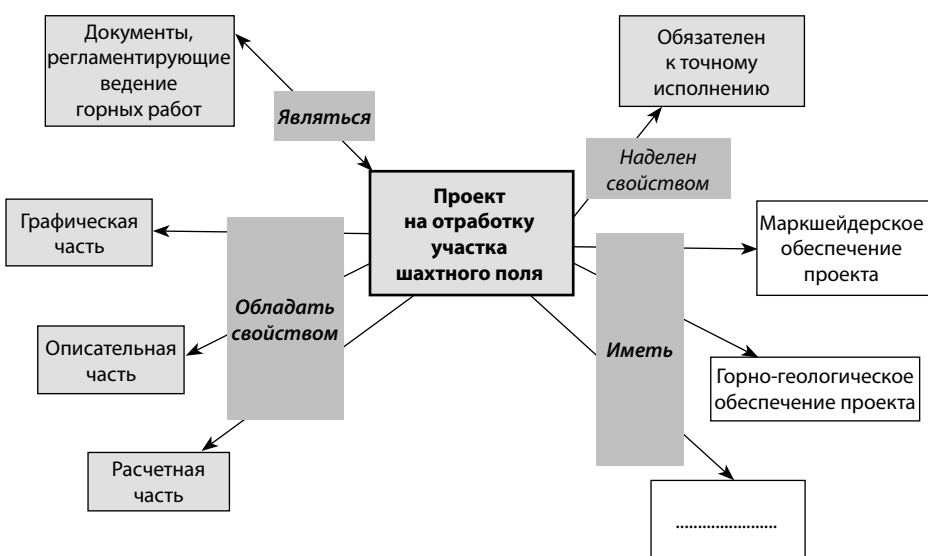 Документы,
регламентирующие
ведение
горных работ
Являться
Обязателен
к точному
исполнению
Наделен
свойством
Проект
на отработку
участка
шахтного поля
Графическая
часть
Обладать
свойством
Описательная
часть
Расчетная
часть
Маркшейдерское
обеспечение
проекта
Иметь
Горно-геологическое
обеспечение проекта
.......................